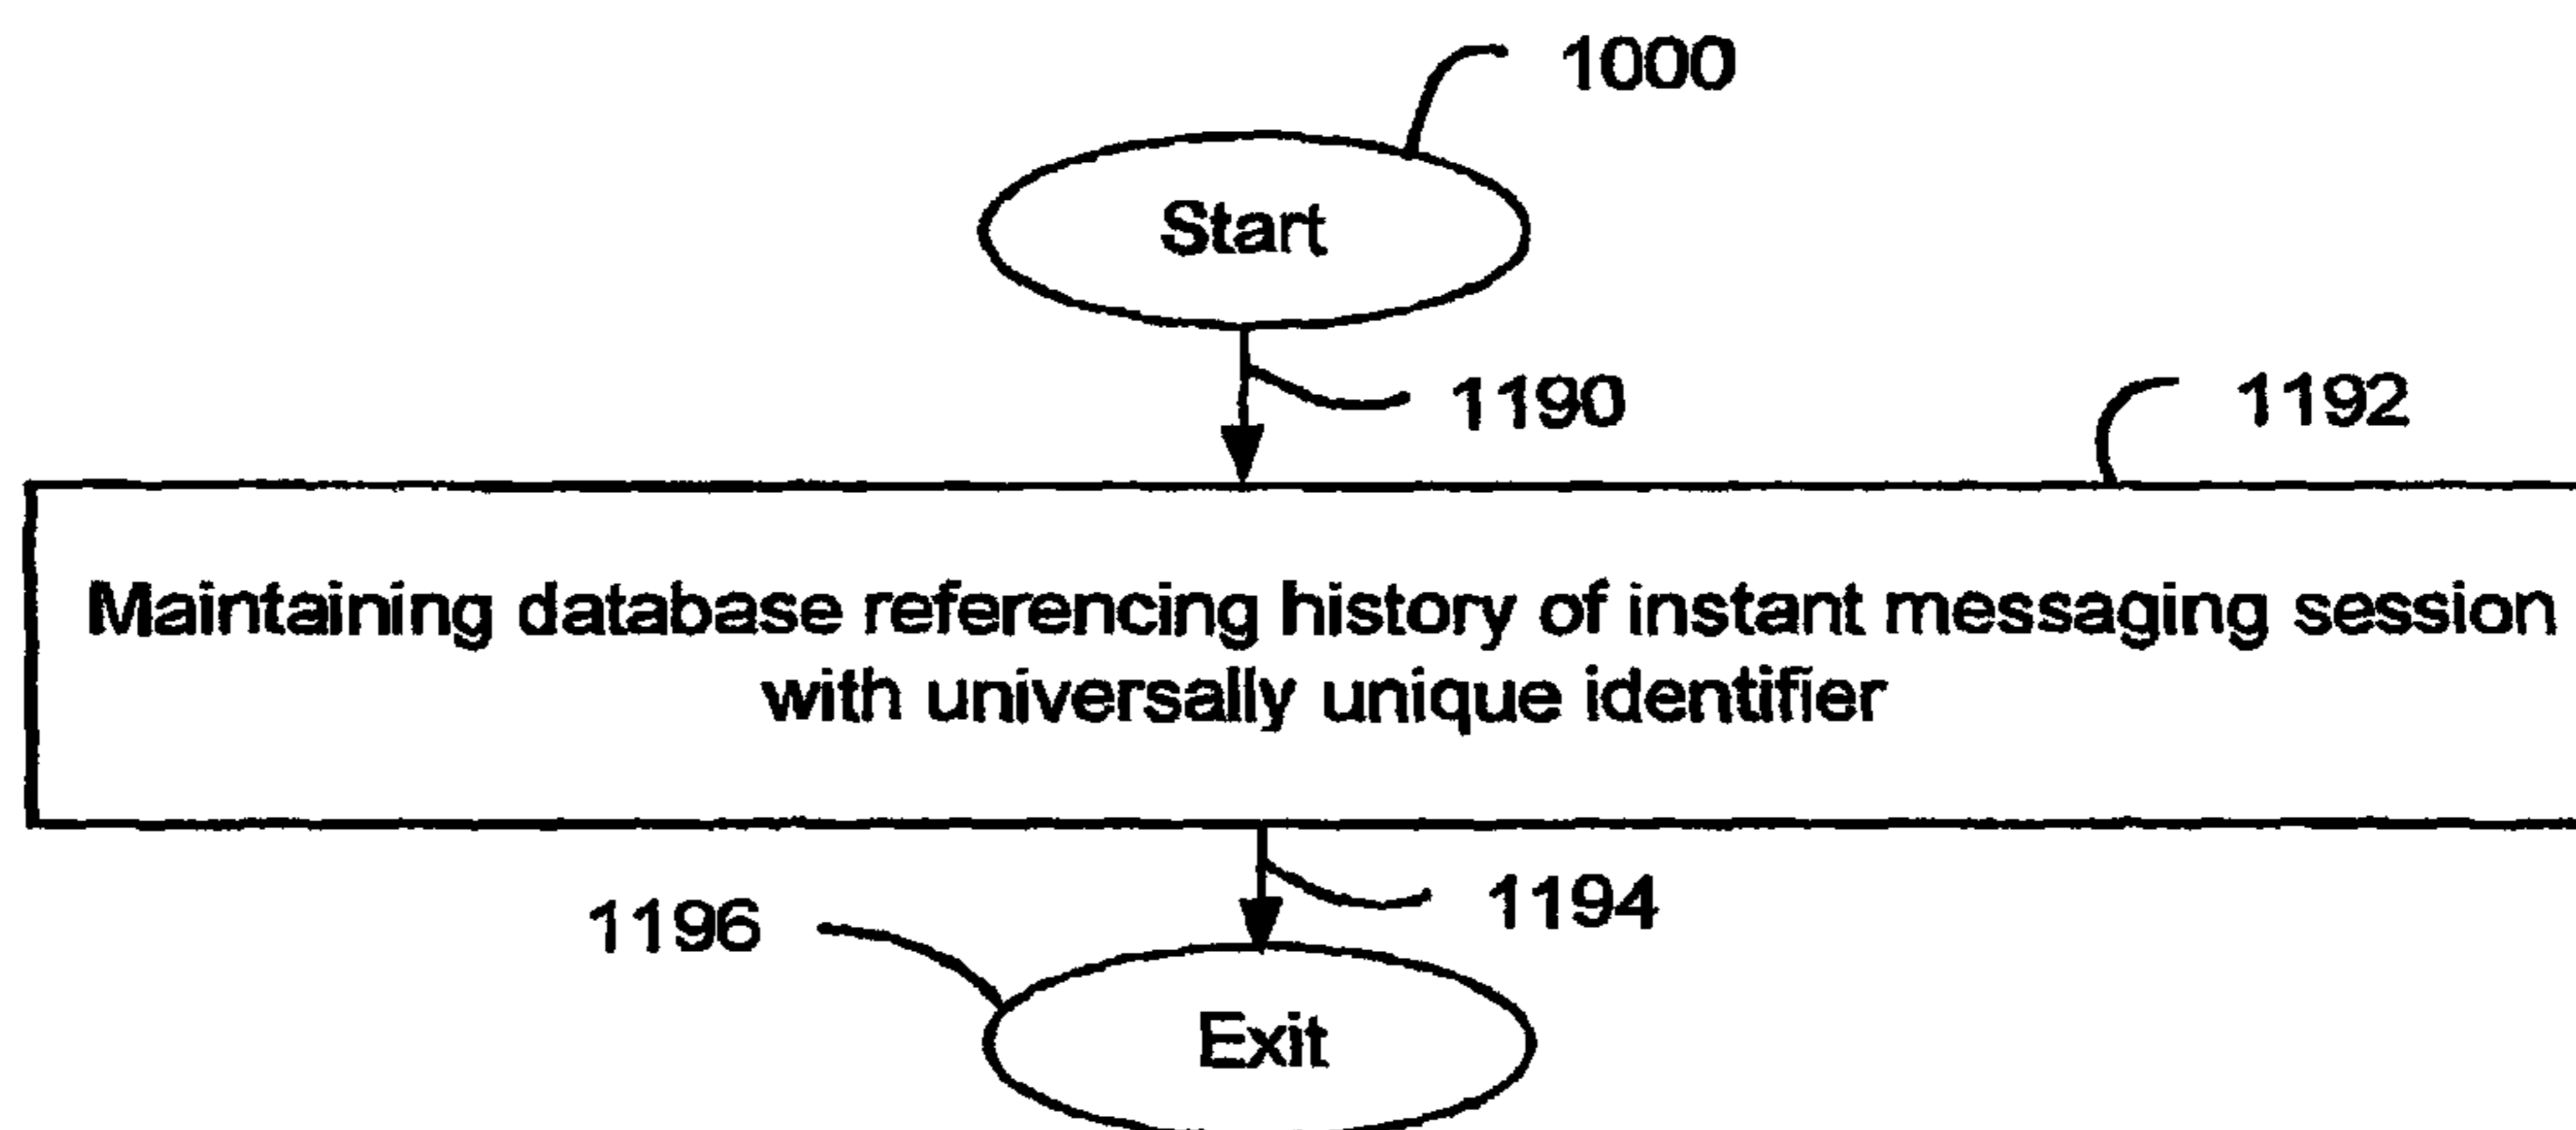 1000
Start
1190
1192
Maintaining database referencing history of instant messaging session
with universally unique identifier
1194
1196
Exit